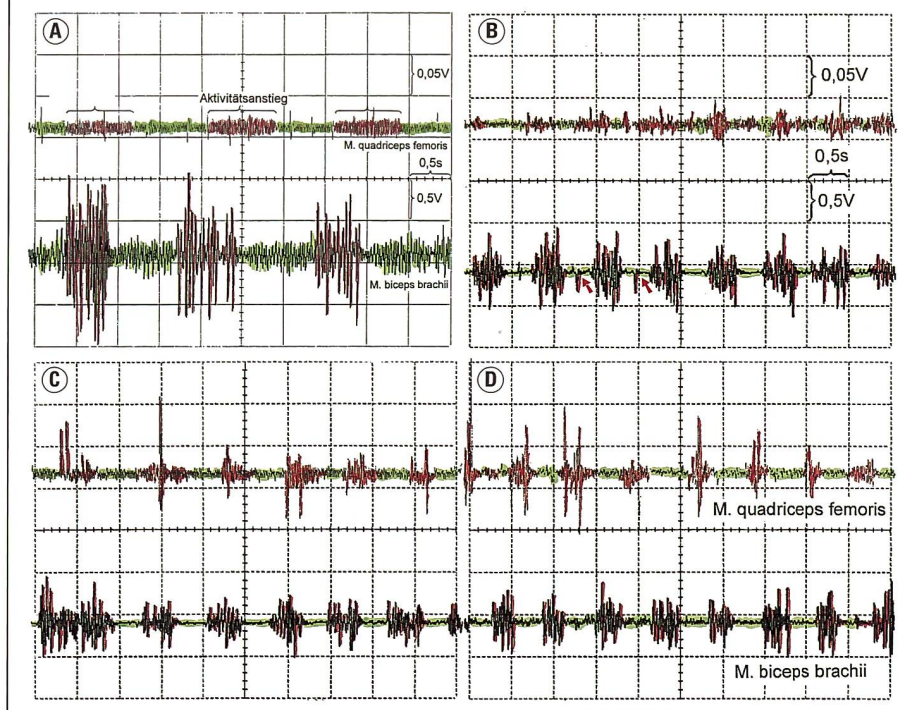 A
0,05V
Aktivitätsanstieg
M. quadriceps femoris
0,5s
0,5V
M. biceps brachii
B
0,05V
0,5s
0,5V
C
D
M. quadriceps femoris
M. biceps brachii